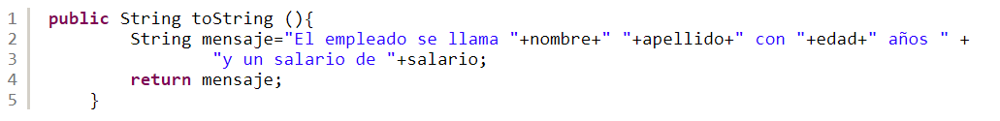 1 public String toString (){
2 String mensaje="El empleado se llama "+nombre+" "+apellido+" con "+edad+" años " +
3 "y un salario de "+salario;
4 return mensaje;
5 }